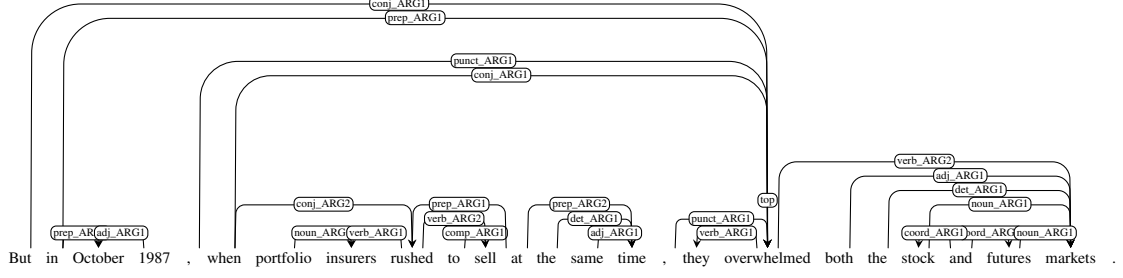 conj_ARG1
prep_ARG1
punct_ARG1
conj_ARG1
verb_ARG2
adj_ARG1
det_ARG1
noun_ARG1
top
conj_ARG2 prep_ARG1 prep_ARG2
verb_ARG2 det_ARG1 punct_ARG1
adj_ARG1 noun_ARG verb_ARG1 comp_ARG1 adj_ARG1 verb_ARG1 coord_ARG1 noun_ARG1
But in October 1987 , when portfolio insurers rushed to sell at the same time , they overwhelmed both the stock and futures markets .